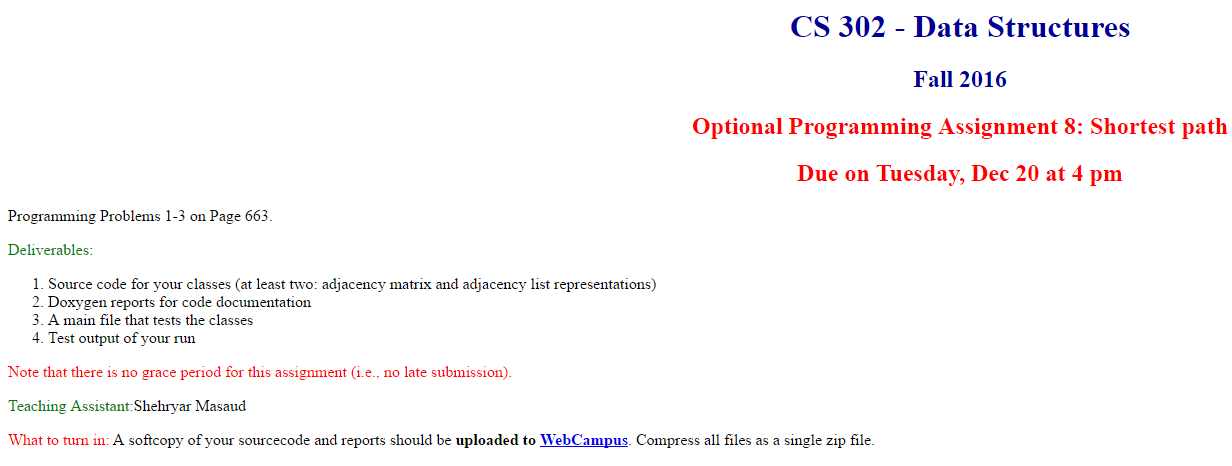 CS 302 - Data Structures
Fall 2016
Optional Programming Assignment 8: Shortest path
Due on Tuesday, Dec 20 at 4 pm
Programming Problems 1-3 on Page 663.
Deliverables:
1. Source code for your classes (at least two: adjacency matrix and adjacency list representations)
2. Doxygen reports for code documentation
3. A main file that tests the classes
4. Test output of your run
Note that there is no grace period for this assignment (i.e., no late submission).
Teaching Assistant:Shehryar Masaud
What to turn in: A softcopy of your sourcecode and reports should be uploaded to WebCampus. Compress all files as a single zip file.